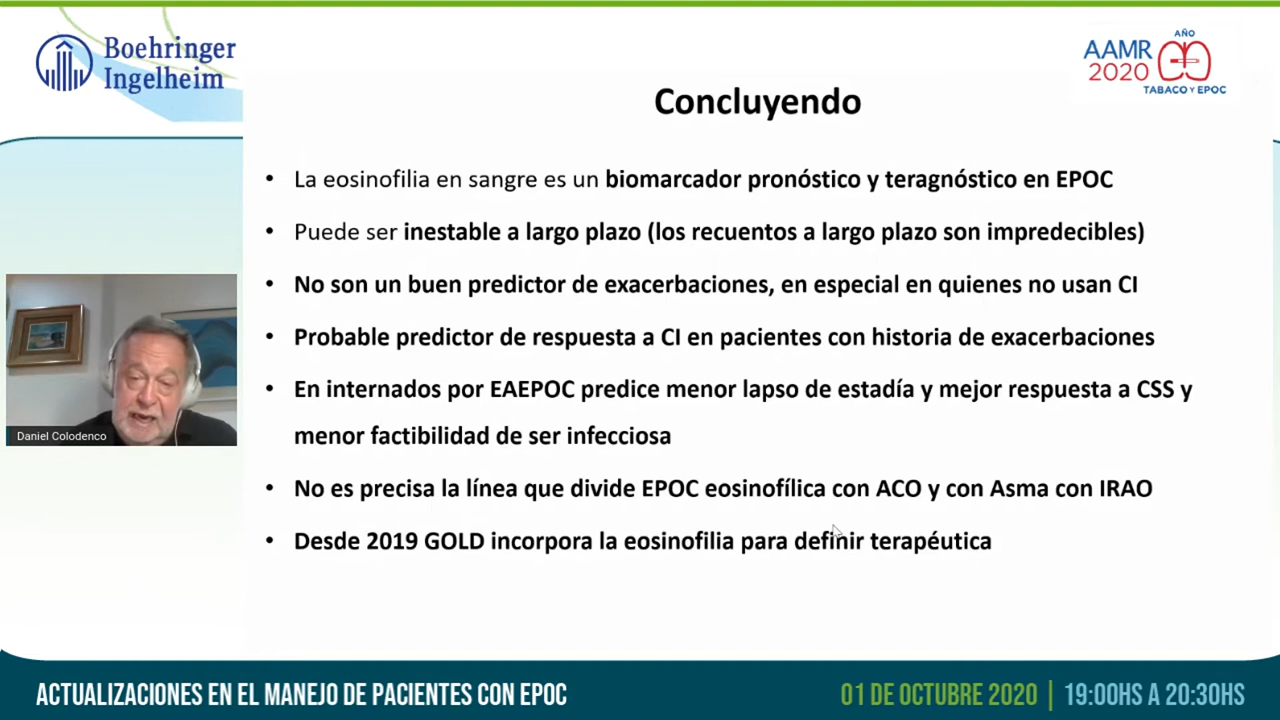 Boehringer
Ingelheim
AÑO
AAMR
2020
TABACO Y EPOC
Concluyendo
• La eosinofilia en sangre es un biomarcador pronóstico y teragnóstico en EPOC
• Puede ser inestable a largo plazo (los recuentos a largo plazo son impredecibles)
• No son un buen predictor de exacerbaciones, en especial en quienes no usan CI
• Probable predictor de respuesta a CI en pacientes con historia de exacerbaciones
• En internados por EAEPOC predice menor lapso de estadía y mejor respuesta a CSS y
menor factibilidad de ser infecciosa
• No es precisa la línea que divide EPOC eosinofílica con ACO y con Asma con IRAO
• Desde 2019 GOLD incorpora la eosinofilia para definir terapéutica
Daniel Colodenco
ACTUALIZACIONES EN EL MANEJO DE PACIENTES CON EPOC
01 DE OCTUBRE 2020 | 19:00HS A 20:30HS